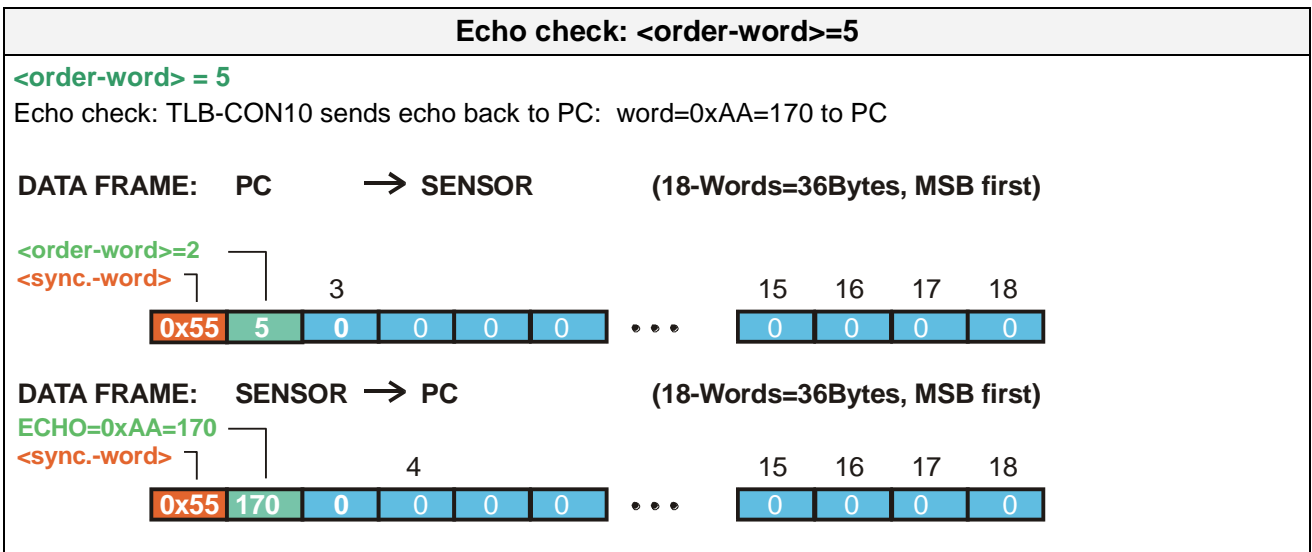 Echo check: <order-word>=5
<order-word> = 5
Echo check: TLB-CON10 sends echo back to PC: word=0xAA=170 to PC
DATA FRAME: PC → SENSOR (18-Words=36Bytes, MSB first)
<order-word>=2
<sync.-word>
3 15 16 17 18
0x55 5 0 0 0 0 • • • 0 0 0 0
DATA FRAME: SENSOR → PC (18-Words=36Bytes, MSB first)
ECHO=0xAA=170
<sync.-word>
4 15 16 17 18
0x55 170 0 0 0 0 • • • 0 0 0 0